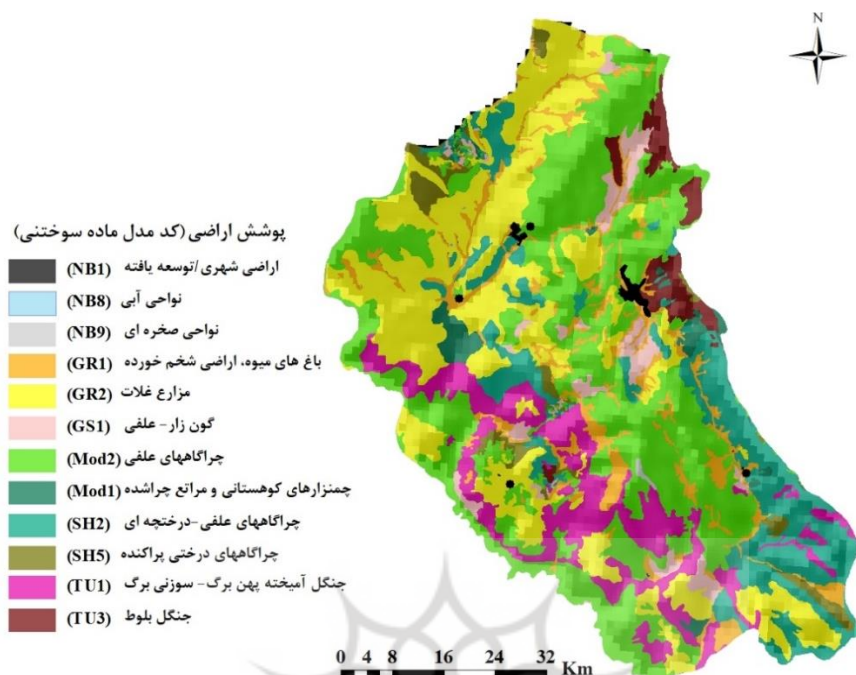 N
پوشش اراضی (کد مدل ماده سوختنی)
اراضی شهری/توسعه یافته (NB1)
نواحی آبی (NB8)
نواحی صخره ای (NB9)
باغ های میوه، اراضی شخم خورده (GR1)
مزارع غلات (GR2)
گون زار- علفی (GS1)
چراگاههای علفی (Mod2)
چمنزارهای کوهستانی و مراتع چراشده (Mod1)
چراگاههای علفی-درختچه ای (SH2)
چراگاههای درختی پراکنده (SH5)
جنگل آمیخته پهن برگ- سوزنی برگ (TU1)
جنگل بلوط (TU3)
0 4 8 16 24 32 Km